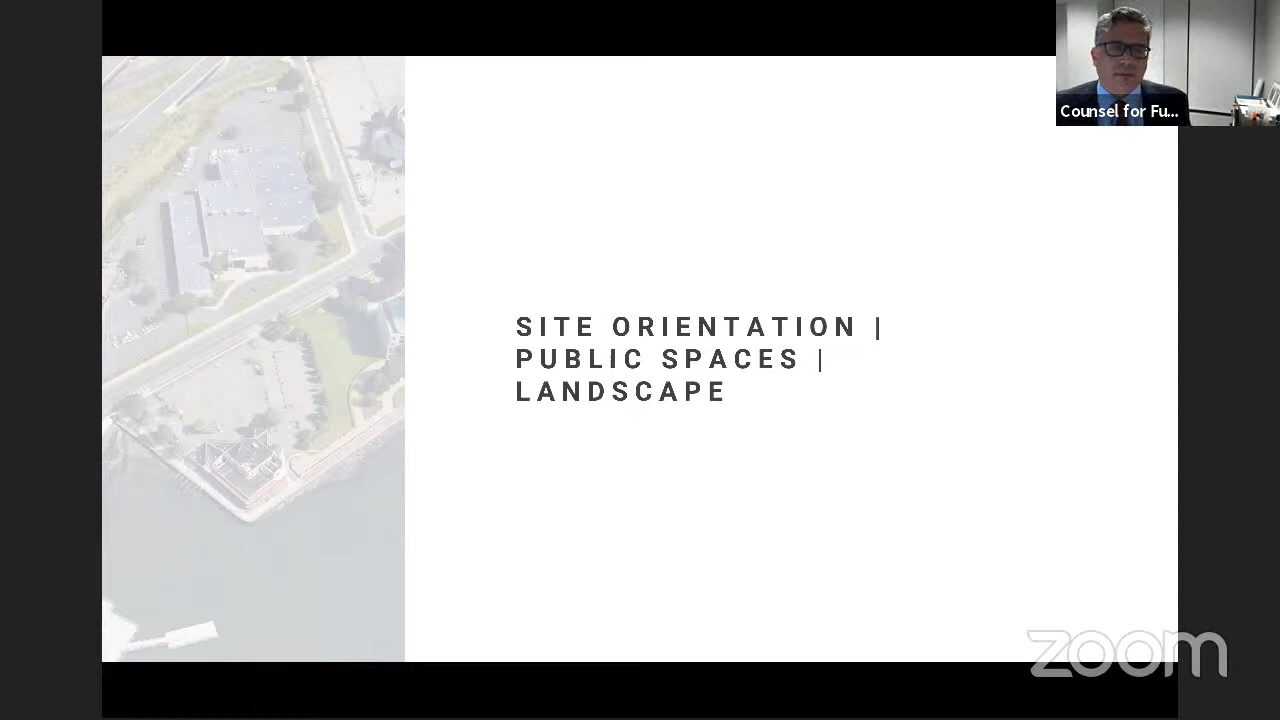 Counsel for Fu...
SITE ORIENTATION |
PUBLIC SPACES |
LANDSCAPE
zoom